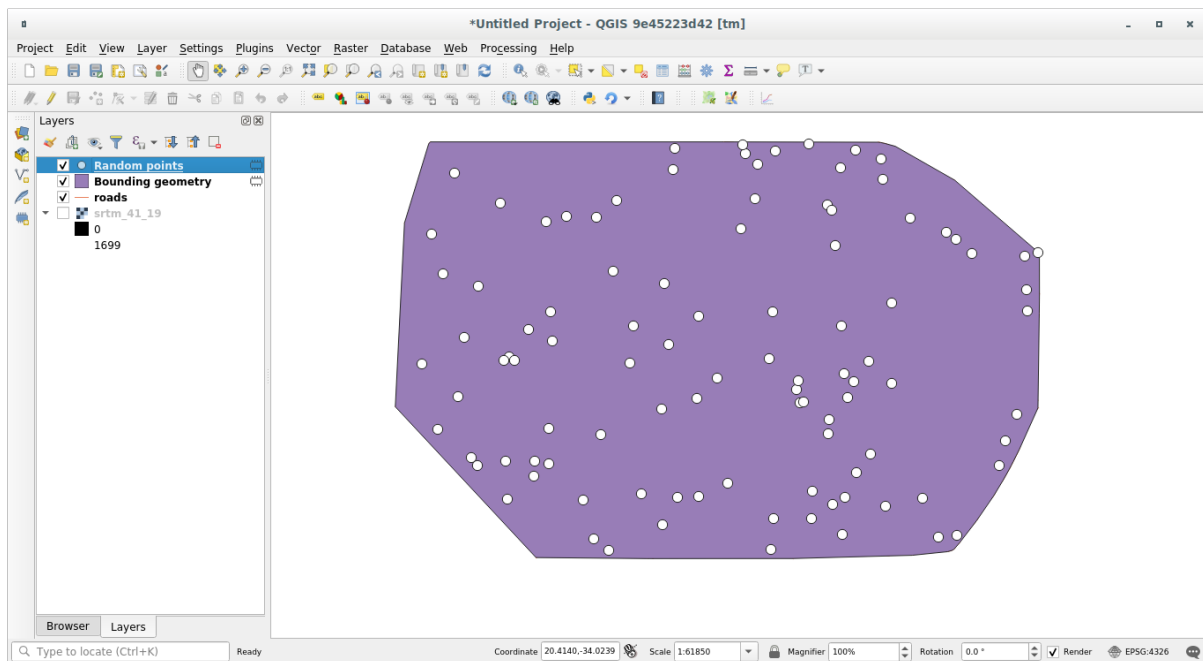 *Untitled Project - QGIS 9e45223d42 [tm]
Project Edit View Layer Settings Plugins Vector Raster Database Web Processing Help
Layers
Random points
Bounding geometry
roads
srtm_41_19
0
1699
Browser Layers
Type to locate (Ctrl+K) Ready Coordinate 20.4140,-34.0239 Scale 1:61850 Magnifier 100% Rotation 0.0 ° Render EPSG:4326